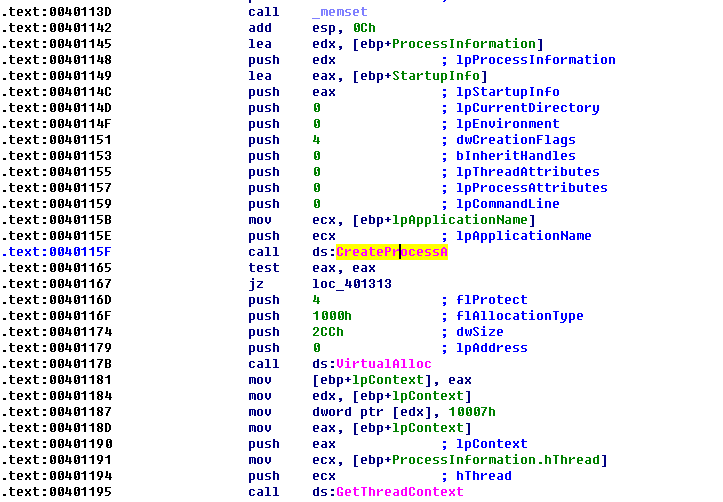 .text:0040113D call _memset
.text:00401142 add esp, 0Ch
.text:00401145 lea edx, [ebp+ProcessInformation]
.text:00401148 push edx ; lpProcessInformation
.text:00401149 lea eax, [ebp+StartupInfo]
.text:0040114C push eax ; lpStartupInfo
.text:0040114D push 0 ; lpCurrentDirectory
.text:0040114F push 0 ; lpEnvironment
.text:00401151 push 4 ; dwCreationFlags
.text:00401153 push 0 ; bInheritHandles
.text:00401155 push 0 ; lpThreadAttributes
.text:00401157 push 0 ; lpProcessAttributes
.text:00401159 push 0 ; lpCommandLine
.text:0040115B mov ecx, [ebp+lpApplicationName]
.text:0040115E push ecx ; lpApplicationName
.text:0040115F call ds:CreateProcessA
.text:00401165 test eax, eax
.text:00401167 jz loc_401313
.text:0040116D push 4 ; flProtect
.text:0040116F push 1000h ; flAllocationType
.text:00401174 push 2CCh ; dwSize
.text:00401179 push 0 ; lpAddress
.text:0040117B call ds:VirtualAlloc
.text:00401181 mov [ebp+lpContext], eax
.text:00401184 mov edx, [ebp+lpContext]
.text:00401187 mov dword ptr [edx], 10007h
.text:0040118D mov eax, [ebp+lpContext]
.text:00401190 push eax ; lpContext
.text:00401191 mov ecx, [ebp+ProcessInformation.hThread]
.text:00401194 push ecx ; hThread
.text:00401195 call ds:GetThreadContext